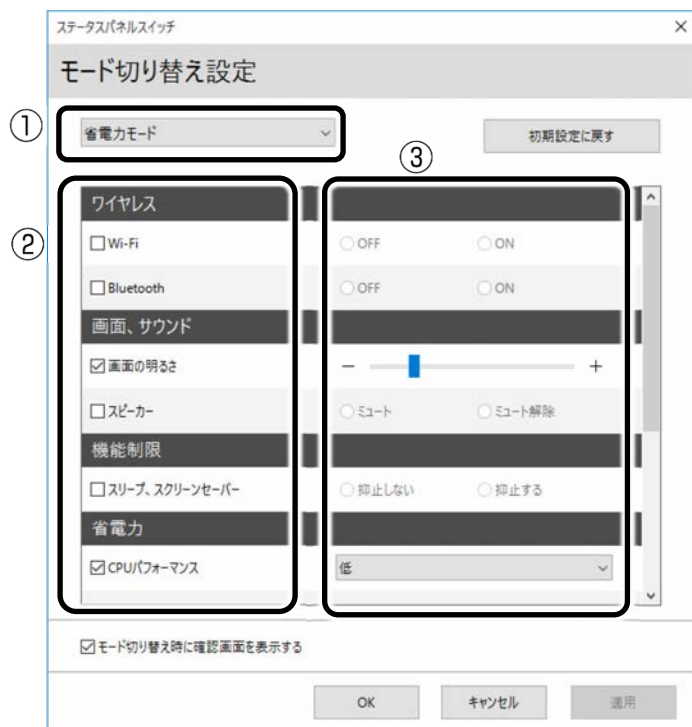 ステータスパネルスイッチ
モード切り替え設定
①
省電力モード
初期設定に戻す
③
②
ワイヤレス
Wi-Fi
OFF
ON
Bluetooth
OFF
ON
画面、サウンド
画面の明るさ
− +
スピーカー
ミュート
ミュート解除
機能制限
スリープ、スクリーンセーバー
抑止しない
抑止する
省電力
CPUパフォーマンス
低
モード切り替え時に確認画面を表示する
OK
キャンセル
適用